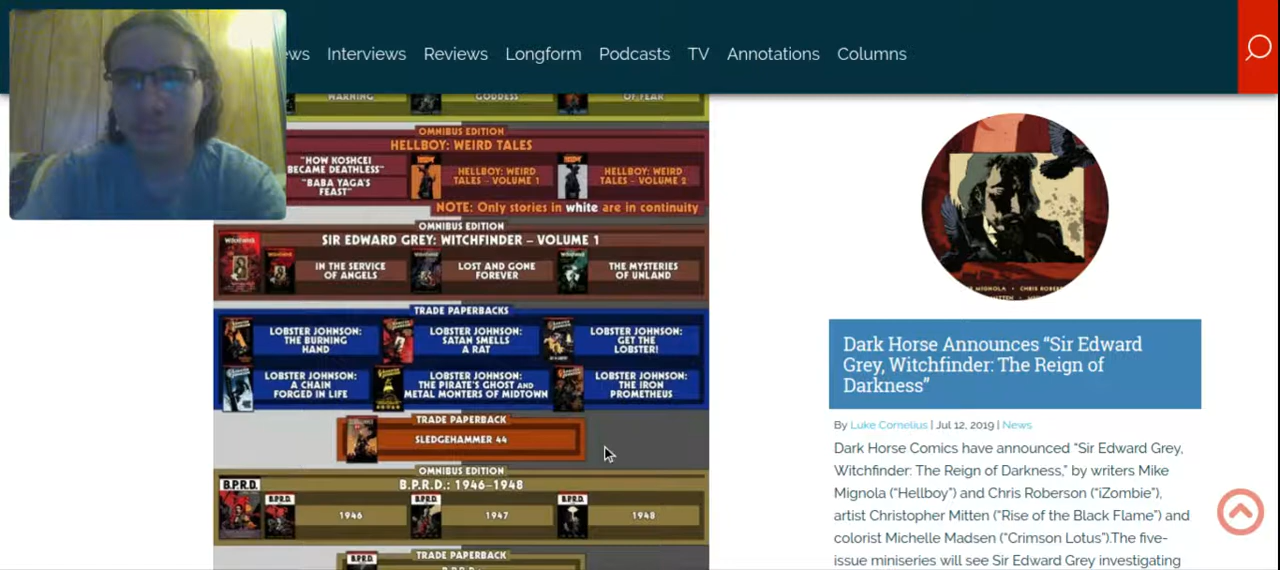 ws Interviews Reviews Longform Podcasts TV Annotations Columns
WARNING GODDESS OF FEAR
OMNIBUS EDITION
HELLBOY: WEIRD TALES
"HOW KOSHCEI
BECAME DEATHLESS"
"BABA YAGA'S
FEAST"
HELLBOY: WEIRD
TALES – VOLUME 1
HELLBOY: WEIRD
TALES – VOLUME 2
NOTE: Only stories in white are in continuity
OMNIBUS EDITION
SIR EDWARD GREY: WITCHFINDER – VOLUME 1
IN THE SERVICE
OF ANGELS
LOST AND GONE
FOREVER
THE MYSTERIES
OF UNLAND
TRADE PAPERBACKS
LOBSTER JOHNSON:
THE BURNING
HAND
LOBSTER JOHNSON:
SATAN SMELLS
A RAT
LOBSTER JOHNSON:
GET THE
LOBSTER!
LOBSTER JOHNSON:
A CHAIN
FORGED IN LIFE
LOBSTER JOHNSON:
THE PIRATE'S GHOST AND
METAL MONTERS OF MIDTOWN
LOBSTER JOHNSON:
THE IRON
PROMETHEUS
TRADE PAPERBACK
SLEDGEHAMMER 44
OMNIBUS EDITION
B.P.R.D.: 1946–1948
B.P.R.D.
B.P.R.D.
1946
B.P.R.D.
1947
B.P.R.D.
1948
TRADE PAPERBACK
B.P.R.D.
Dark Horse Announces “Sir Edward
Grey, Witchfinder: The Reign of
Darkness”
By Luke Cornelius | Jul 12, 2019 | News
Dark Horse Comics have announced “Sir Edward Grey,
Witchfinder: The Reign of Darkness,” by writers Mike
Mignola (“Hellboy”) and Chris Roberson (“iZombie”),
artist Christopher Mitten (“Rise of the Black Flame”) and
colorist Michelle Madsen (“Crimson Lotus”).The five-
issue miniseries will see Sir Edward Grey investigating